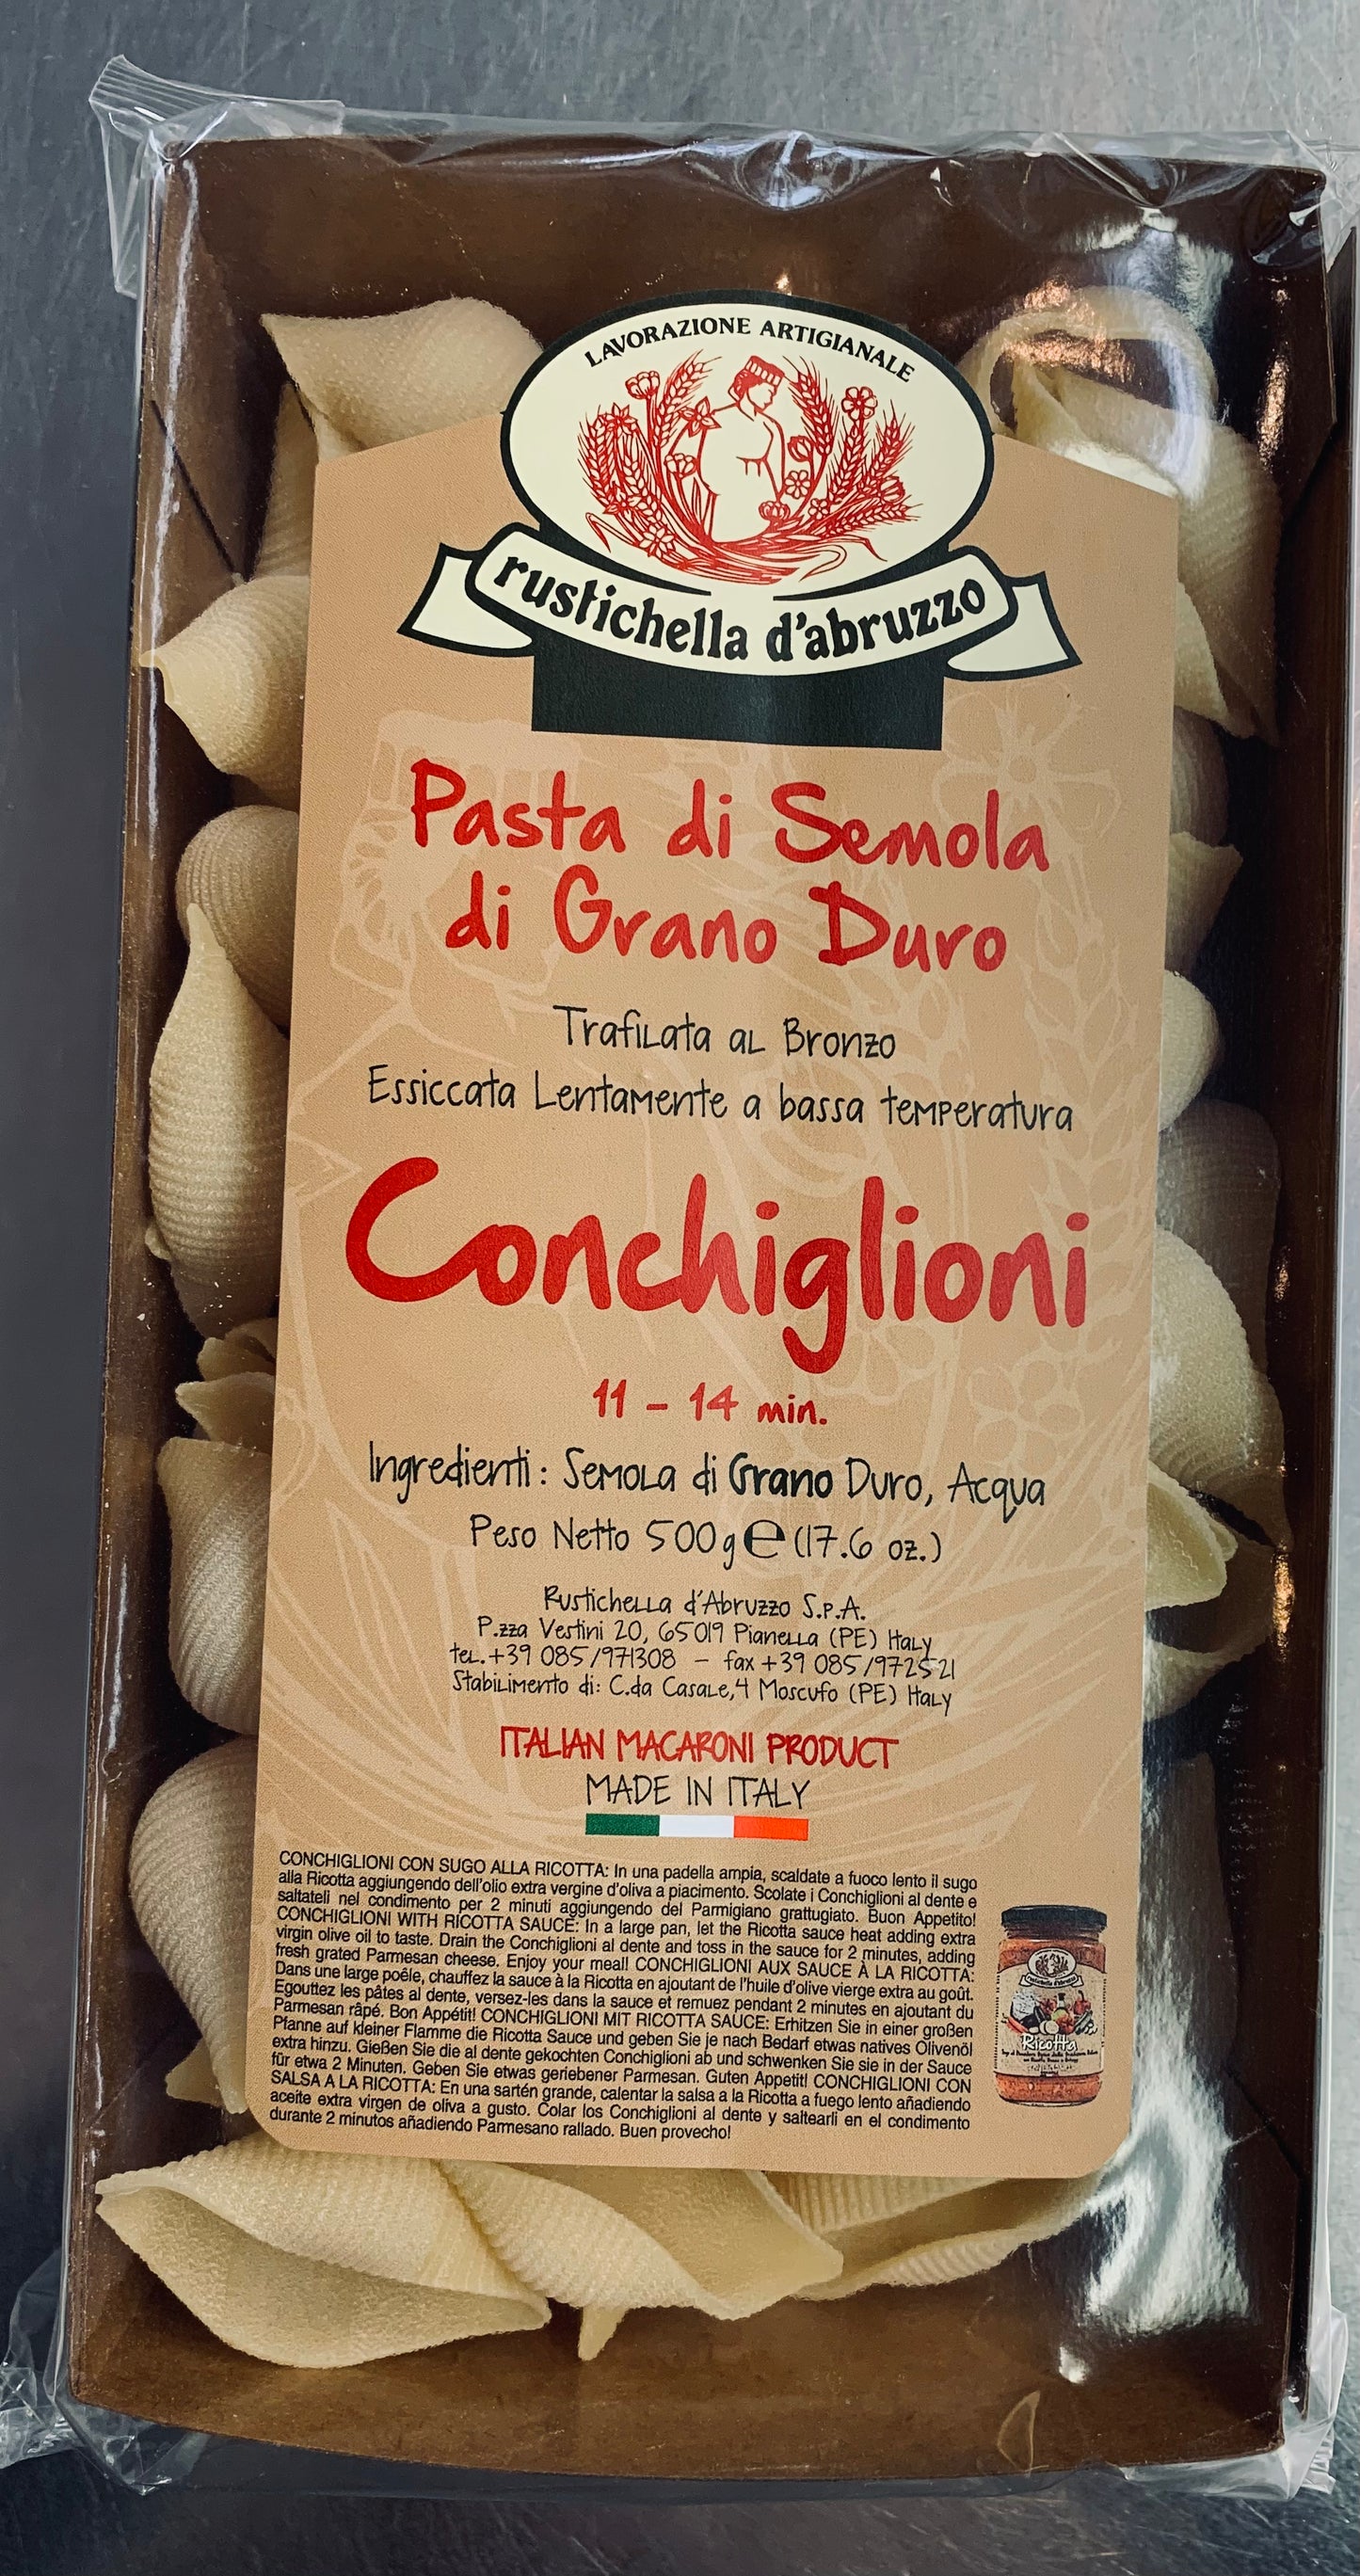 LAVORAZIONE ARTIGIANALE
rustichella d'abruzzo
Pasta di Semola
di Grano Duro
Trafilata al Bronzo
Essiccata Lentamente a bassa temperatura
Conchiglioni
11 - 14 min.
Ingredienti: Semola di Grano Duro, Acqua
Peso Netto 500g e (17.6 oz.)
Rustichella d'Abruzzo S.p.A.
P.zza Vestini 20, 65019 Pianella (PE) Italy
tel. +39 085/971308 - fax +39 085/972521
Stabilimento di: C.da Casale,4 Moscufo (PE) Italy
ITALIAN MACARONI PRODUCT
MADE IN ITALY
CONCHIGLIONI CON SUGO ALLA RICOTTA: In una padella ampia, scaldate a fuoco lento il sugo
alla Ricotta aggiungendo dell'olio extra vergine d'oliva a piacimento. Scolate i Conchiglioni al dente e
saltateli nel condimento per 2 minuti aggiungendo del Parmigiano grattugiato. Buon Appetito!
CONCHIGLIONI WITH RICOTTA SAUCE: In a large pan, let the Ricotta sauce heat adding extra
virgin olive oil to taste. Drain the Conchiglioni al dente and toss in the sauce for 2 minutes, adding
fresh grated Parmesan cheese. Enjoy your meal! CONCHIGLIONI AUX SAUCE À LA RICOTTA:
Dans une large poêle, chauffez la sauce à la Ricotta en ajoutant de l'huile d'olive vierge extra au goût.
Egouttez les pâtes al dente, versez-les dans la sauce et remuez pendant 2 minutes en ajoutant du
Parmesan râpé. Bon Appétit! CONCHIGLIONI MIT RICOTTA SAUCE: Erhitzen Sie in einer großen
Pfanne auf kleiner Flamme die Ricotta Sauce und geben Sie je nach Bedarf etwas natives Olivenöl
extra hinzu. Gießen Sie die al dente gekochten Conchiglioni ab und schwenken Sie sie in der Sauce
für etwa 2 Minuten. Geben Sie etwas geriebener Parmesan. Guten Appetit! CONCHIGLIONI CON
SALSA A LA RICOTTA: En una sartén grande, calentar la salsa a la Ricotta a fuego lento añadiendo
aceite extra virgen de oliva a gusto. Colar los Conchiglioni al dente y saltearli en el condimento
durante 2 minutos añadiendo Parmesano rallado. Buen provecho!
rustichella d'abruzzo
Ricotta